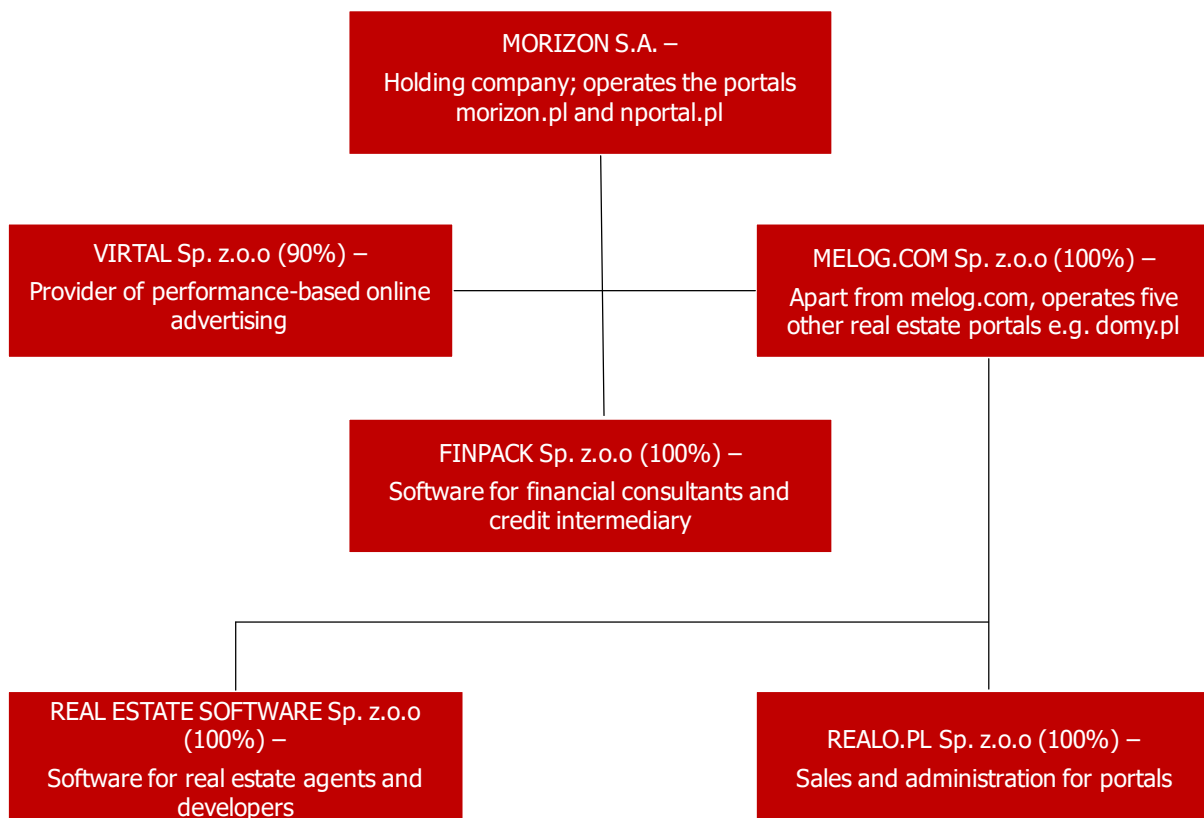 MORIZON S.A. –
Holding company; operates the portals
morizon.pl and nportal.pl
VIRTAL Sp. z.o.o (90%) –
Provider of performance-based online
advertising
MELOG.COM Sp. z.o.o (100%) –
Apart from melog.com, operates five
other real estate portals e.g. domy.pl
FINPACK Sp. z.o.o (100%) –
Software for financial consultants and
credit intermediary
REAL ESTATE SOFTWARE Sp. z.o.o
(100%) –
Software for real estate agents and
developers
REALO.PL Sp. z.o.o (100%) –
Sales and administration for portals